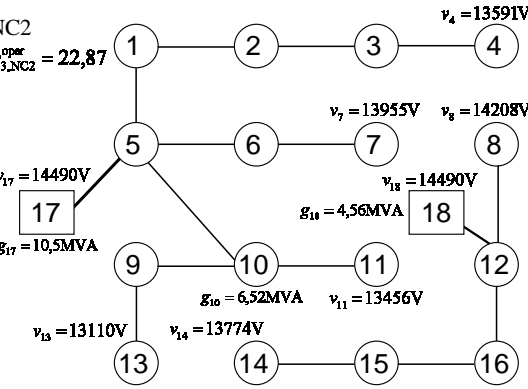 NC2
v₄ = 13591V
oper
3,NC2 = 22,87
1 2 3 4
v₇ = 13955V v₈ = 14208V
5 6 7 8
v₁₇ = 14490V
v₁₈ = 14490V
17
g₁₈ = 4,56MVA
18
g₁₇ = 10,5MVA
9 10 11 12
g₁₀ = 6,52MVA
v₁₁ = 13456V
v₁₃ = 13110V
v₁₄ = 13774V
13 14 15 16